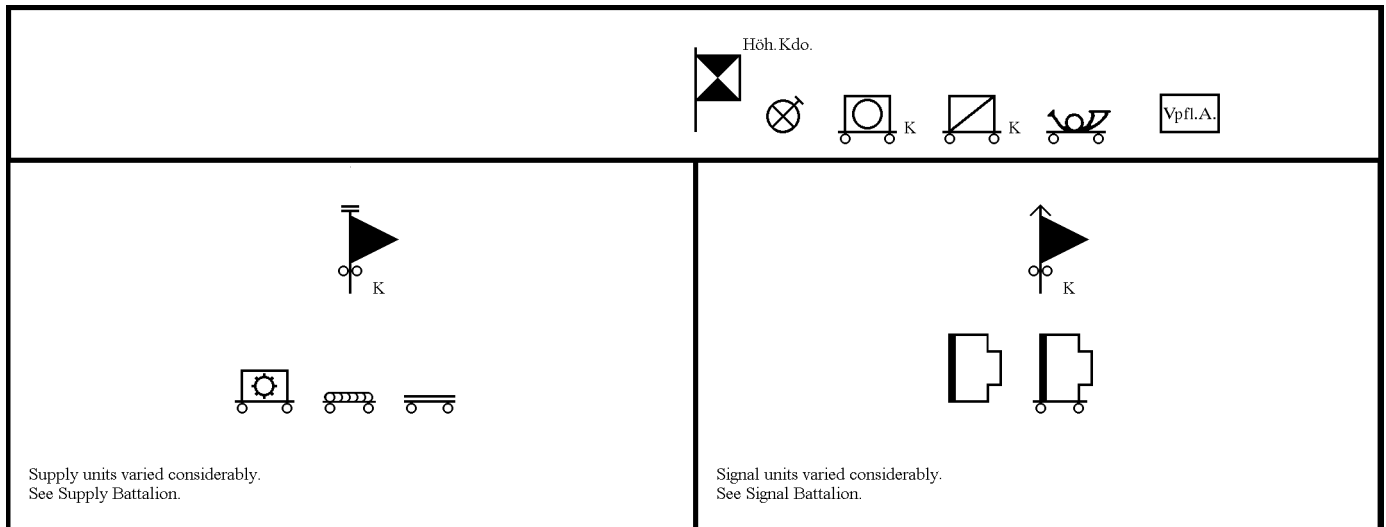 Höh. Kdo.
K
K
Vpfl.A.
K
K
Supply units varied considerably.
See Supply Battalion.
Signal units varied considerably.
See Signal Battalion.